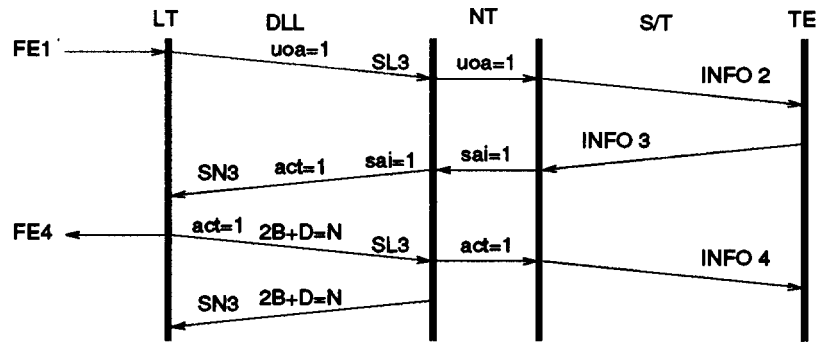 LT DLL NT S/T TE
FE1 uoa=1 SL3 uoa=1 INFO 2
SN3 act=1 sai=1 sai=1 INFO 3
FE4 act=1 2B+D=N SL3 act=1 INFO 4
SN3 2B+D=N